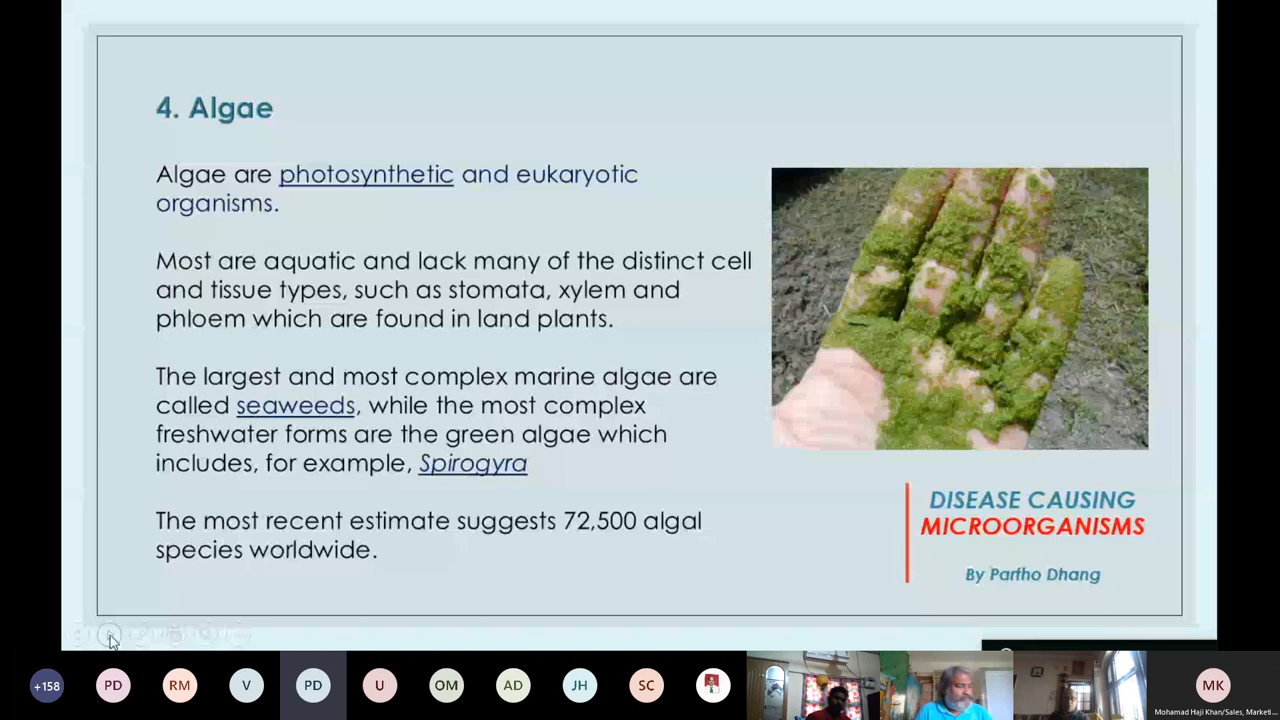 4. Algae
Algae are photosynthetic and eukaryotic
organisms.
Most are aquatic and lack many of the distinct cell
and tissue types, such as stomata, xylem and
phloem which are found in land plants.
The largest and most complex marine algae are
called seaweeds, while the most complex
freshwater forms are the green algae which
includes, for example, Spirogyra
The most recent estimate suggests 72,500 algal
species worldwide.
DISEASE CAUSING
MICROORGANISMS
By Partho Dhang
+158
PD
RM
V
PD
U
OM
AD
JH
SC
MK
Mohamad Haji Khan/Sales, Marketi...